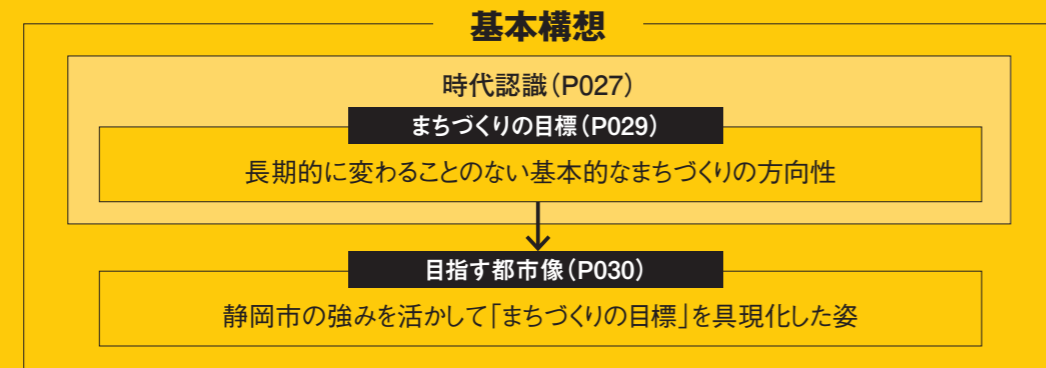 基本構想
時代認識（P027）
まちづくりの目標（P029）
長期的に変わることのない基本的なまちづくりの方向性
目指す都市像（P030）
静岡市の強みを活かして「まちづくりの目標」を具現化した姿